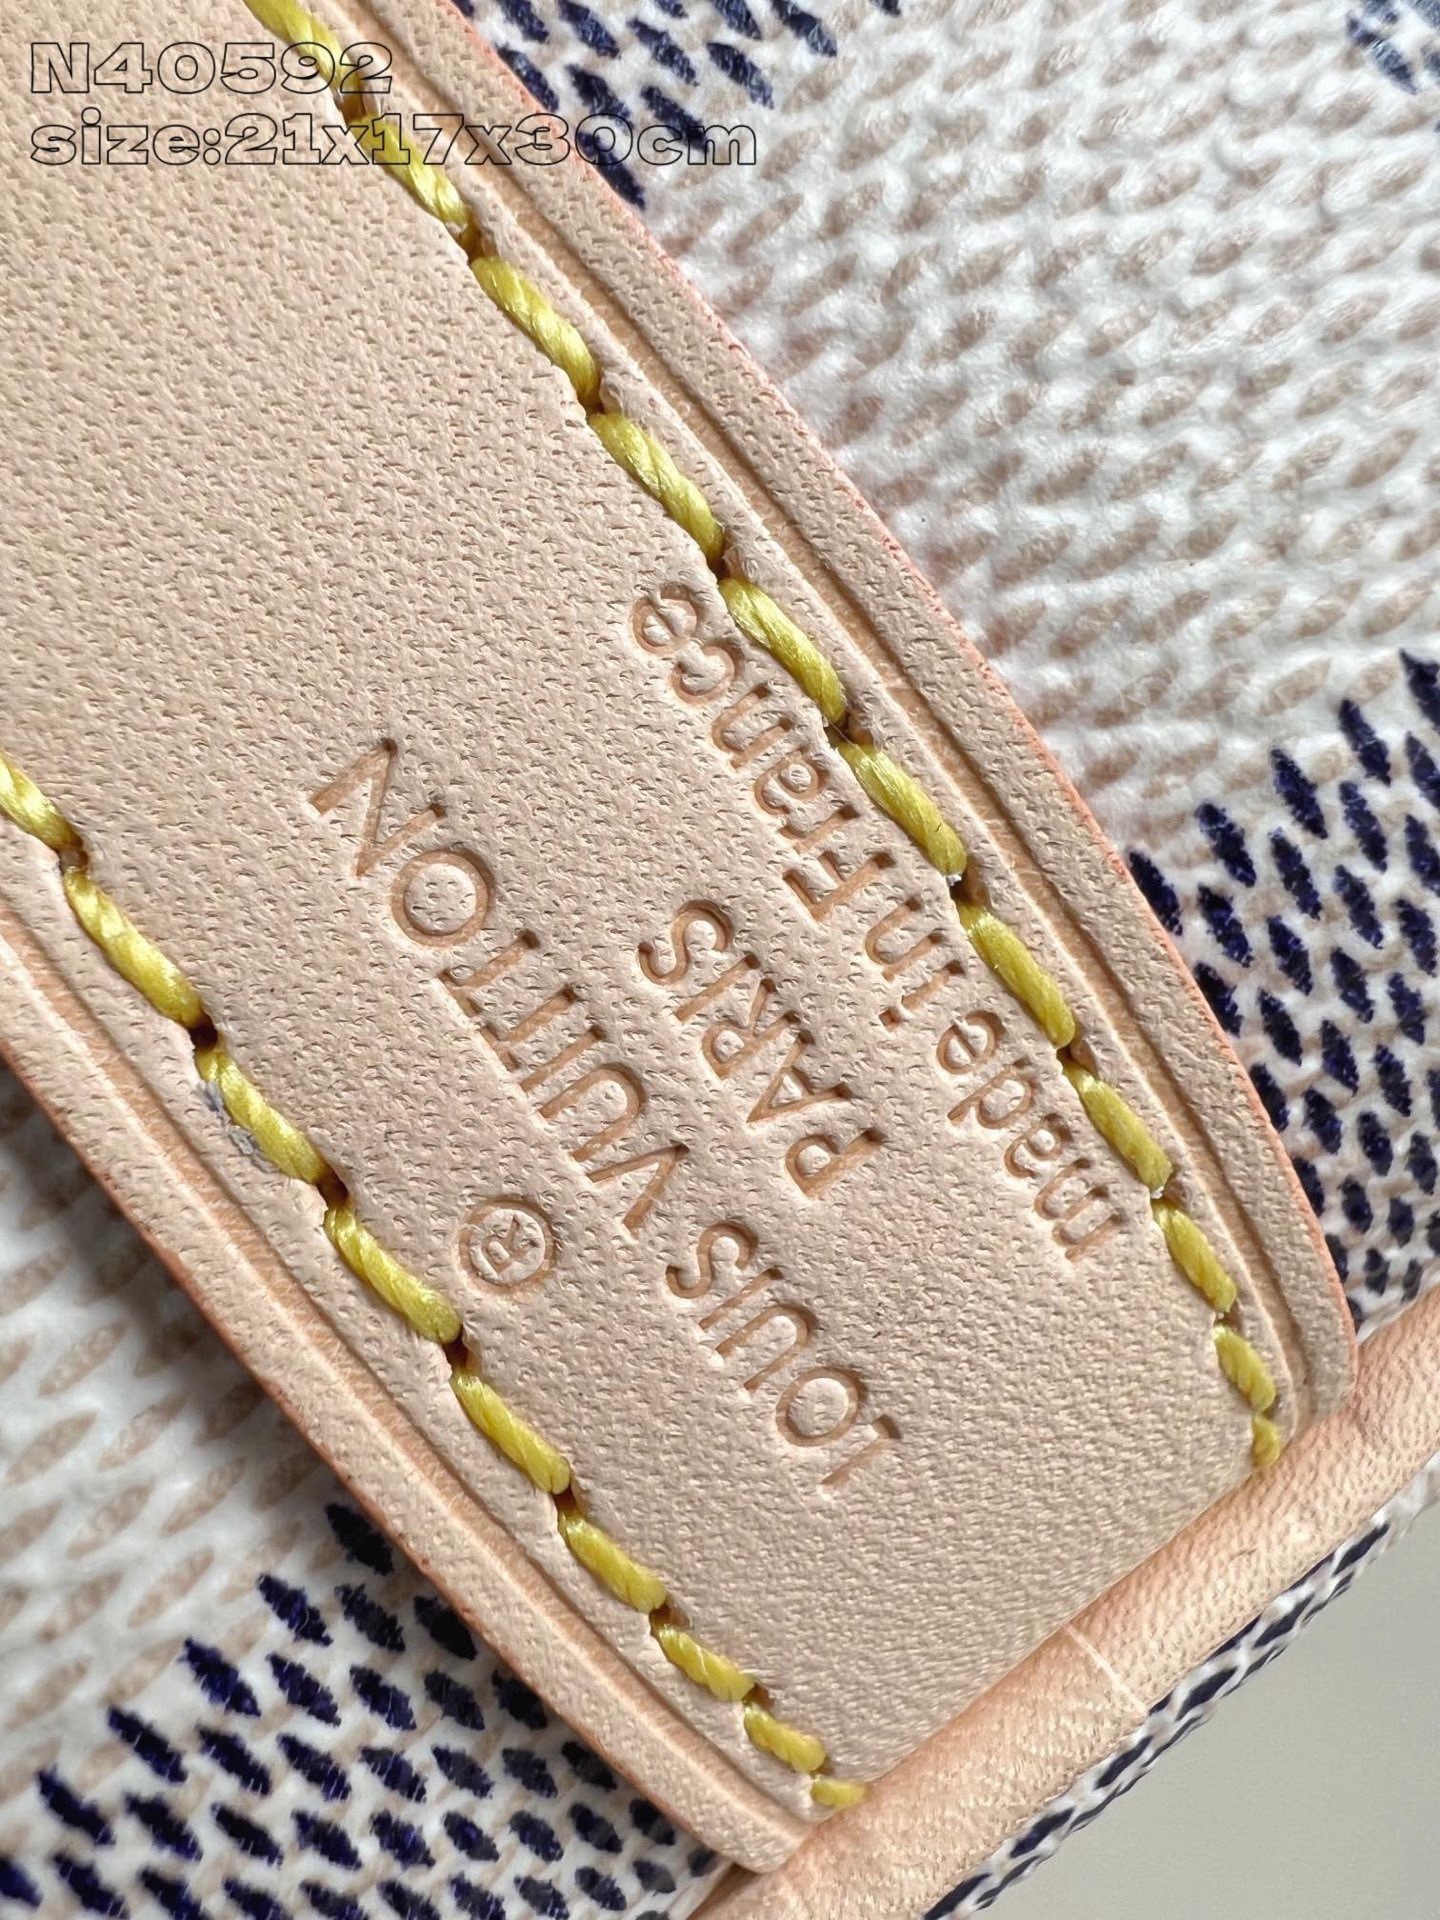 N40592
size:21x17x30cm
®
LOUIS VUITTON
PARIS
made in France